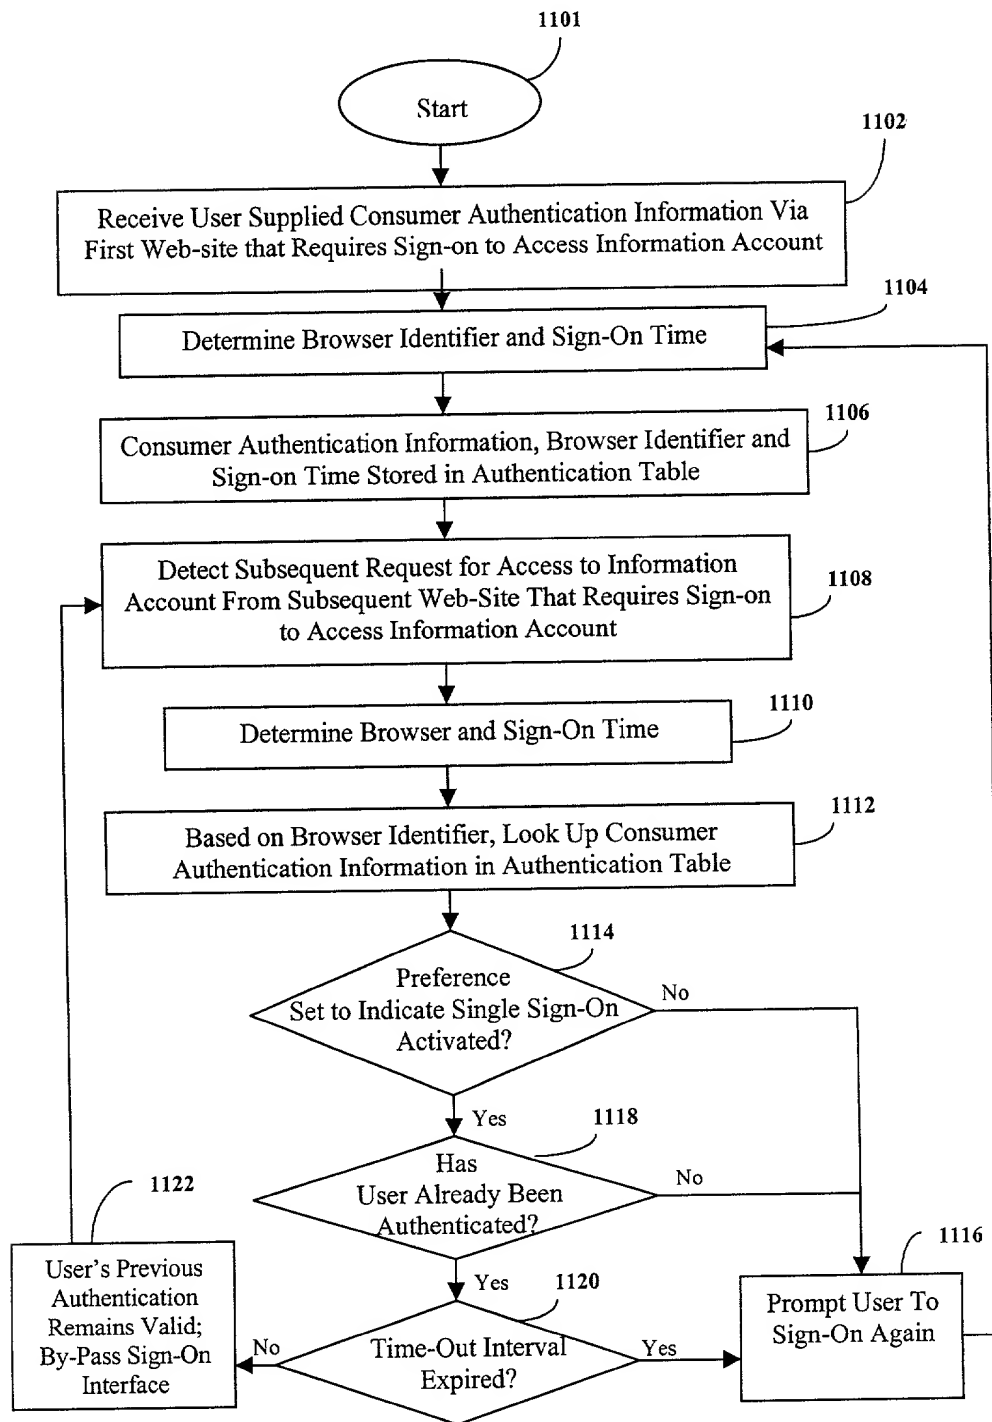 1101
Start
1102
Receive User Supplied Consumer Authentication Information Via
First Web-site that Requires Sign-on to Access Information Account
1104
Determine Browser Identifier and Sign-On Time
1106
Consumer Authentication Information, Browser Identifier and
Sign-on Time Stored in Authentication Table
Detect Subsequent Request for Access to Information
Account From Subsequent Web-Site That Requires Sign-on
to Access Information Account
1108
1110
Determine Browser and Sign-On Time
1112
Based on Browser Identifier, Look Up Consumer
Authentication Information in Authentication Table
1114
Preference
Set to Indicate Single Sign-On
Activated?
No
Yes
1118
Has
User Already Been
Authenticated?
No
Yes
1122
User's Previous
Authentication
Remains Valid;
By-Pass Sign-On
Interface
1120
Time-Out Interval
Expired?
No
Yes
1116
Prompt User To
Sign-On Again